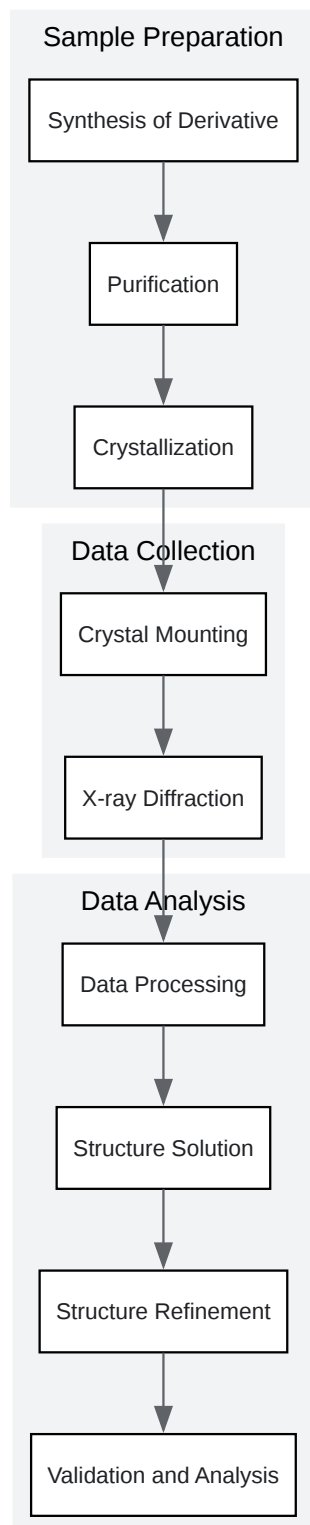 Sample Preparation
Synthesis of Derivative
Purification
Crystallization
Data Collection
Crystal Mounting
X-ray Diffraction
Data Analysis
Data Processing
Structure Solution
Structure Refinement
Validation and Analysis